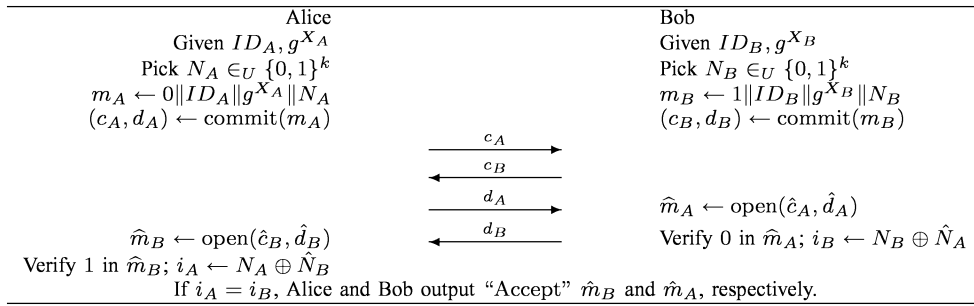 Alice Bob
Given ID_A, g^{X_A} Given ID_B, g^{X_B}
Pick N_A ∈_U {0, 1}^k Pick N_B ∈_U {0, 1}^k
m_A ← 0‖ID_A‖g^{X_A}‖N_A m_B ← 1‖ID_B‖g^{X_B}‖N_B
(c_A, d_A) ← commit(m_A) (c_B, d_B) ← commit(m_B)
c_A
c_B
d_A
m̂_A ← open(ĉ_A, d̂_A)
d_B
m̂_B ← open(ĉ_B, d̂_B) Verify 0 in m̂_A; i_B ← N_B ⊕ N̂_A
Verify 1 in m̂_B; i_A ← N_A ⊕ N̂_B
If i_A = i_B, Alice and Bob output “Accept” m̂_B and m̂_A, respectively.